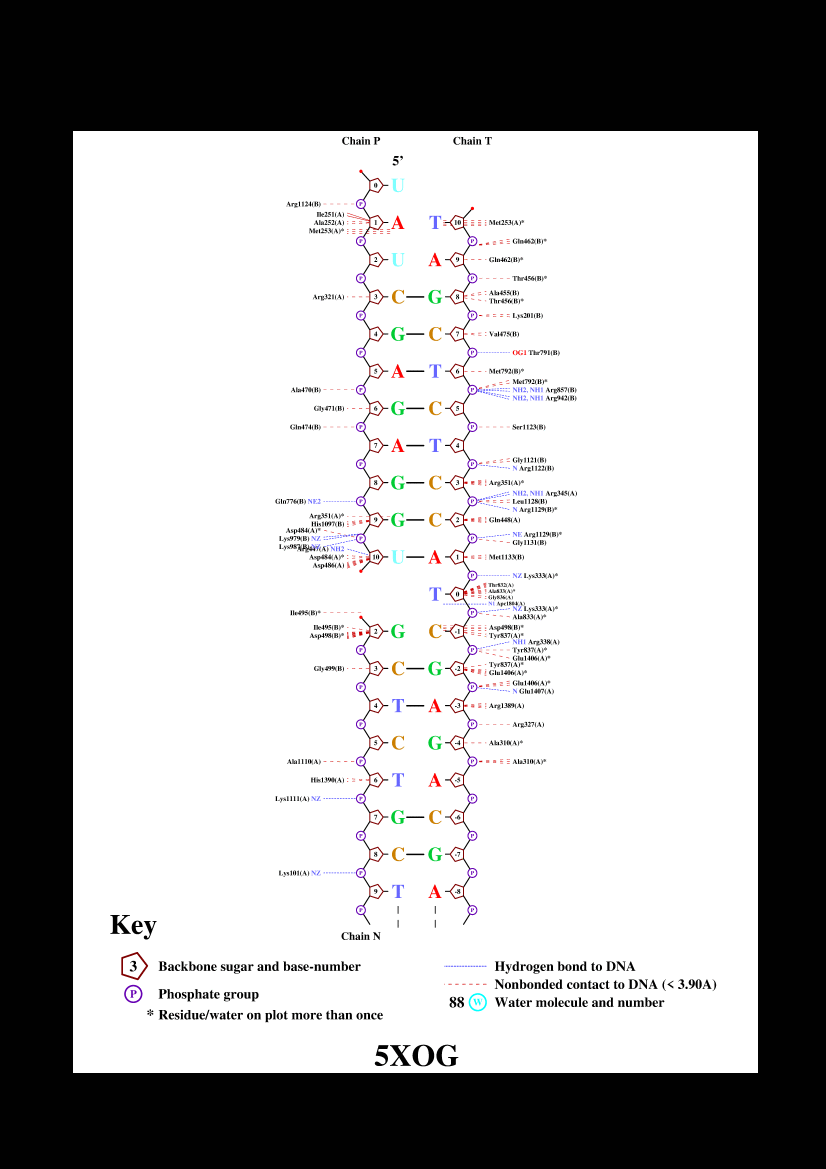 Chain P Chain T
5'
0 U
Arg1124(B) P
Ile251(A)
Ala252(A) 1 A T 10 Met253(A)*
Met253(A)*
P P Gln462(B)*
2 U A 9 Gln462(B)*
P P Thr456(B)*
Ala455(B)
Arg321(A) 3 C G 8
Thr456(B)*
P P Lys201(B)
4 G C 7 Val475(B)
P P OG1 Thr791(B)
5 A T 6 Met792(B)*
Met792(B)*
Ala470(B) P P NH2, NH1 Arg857(B)
NH2, NH1 Arg942(B)
Gly471(B) 6 G C 5
Gln474(B) P P Ser1123(B)
7 A T 4
Gly1121(B)
P P
N Arg1122(B)
8 G C 3 Arg351(A)*
NH2, NH1 Arg345(A)
Gln776(B) NE2 P P Leu1128(B)
N Arg1129(B)*
Arg351(A)*
9 G C 2 Gln448(A)
His1097(B)
Asp484(A)*
NE Arg1129(B)*
Lys979(B) NZ P P
Gly1131(B)
Lys987(B) NZ
Arg447(A) NH2
Asp484(A)* 10 U A 1 Met1133(B)
Asp486(A)
P NZ Lys333(A)*
Thr832(A)
Ala833(A)*
T 0
Gly836(A)
N1 Apc1804(A)
NZ Lys333(A)*
Ile495(B)* P
Ala833(A)*
Ile495(B)* 2 G C -1 Asp498(B)*
Asp498(B)* Tyr837(A)*
NH1 Arg338(A)
P P Tyr837(A)*
Glu1406(A)*
Tyr837(A)*
Gly499(B) 3 C G -2
Glu1406(A)*
Glu1406(A)*
P P
N Glu1407(A)
4 T A -3 Arg1389(A)
P P Arg327(A)
5 C G -4 Ala310(A)*
Ala1110(A) P P Ala310(A)*
His1390(A) 6 T A -5
Lys1111(A) NZ P P
7 G C -6
P P
8 C G -7
Lys101(A) NZ P P
9 T A -8
P P
Chain N
Key
3 Backbone sugar and base-number
P Phosphate group
* Residue/water on plot more than once
Hydrogen bond to DNA
Nonbonded contact to DNA (< 3.90A)
88 W Water molecule and number
5XOG